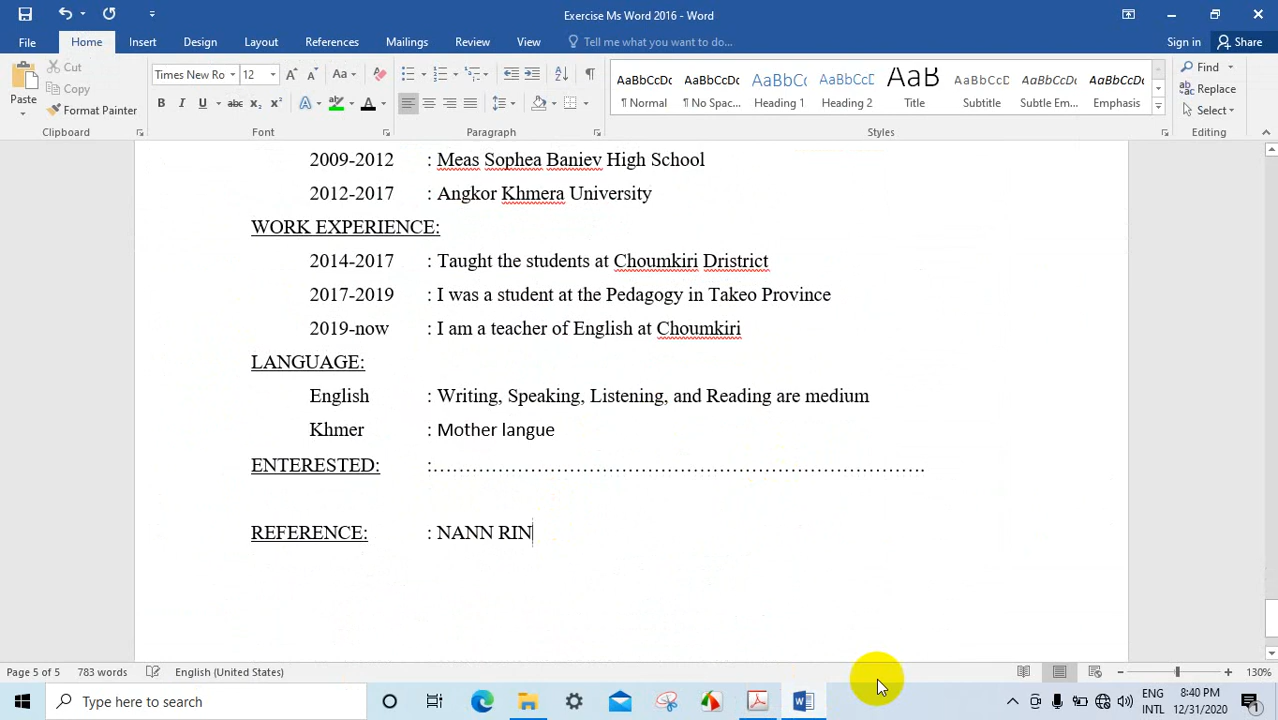 Exercise Ms Word 2016 - Word
File Home Insert Design Layout References Mailings Review View Tell me what you want to do... Sign in Share
Paste Cut Copy Format Painter
Times New Ro 12 Aa
B I U abc X₂ X² A A
AaBbCcDc AaBbCcDc AaBbCc AaBbCcD AaB AaBbCcD AaBbCcDc AaBbCcDc
¶ Normal ¶ No Spac... Heading Heading 2 Title Subtitle Subtle Em... Emphasis
Find Replace Select
Clipboard Font Paragraph Styles Editing
2009-2012 : Meas Sophea Baniev High School
2012-2017 : Angkor Khmera University
WORK EXPERIENCE:
2014-2017 : Taught the students at Choumkiri Dristrict
2017-2019 : I was a student at the Pedagogy in Takeo Province
2019-now : I am a teacher of English at Choumkiri
LANGUAGE:
English : Writing, Speaking, Listening, and Reading are medium
Khmer : Mother langue
ENTERESTED: :………………………………………………………………….
REFERENCE: : NANN RIN
Page 5 of 5 783 words English (United States) 130%
Type here to search
ENG 8:40 PM
INTL 12/31/2020